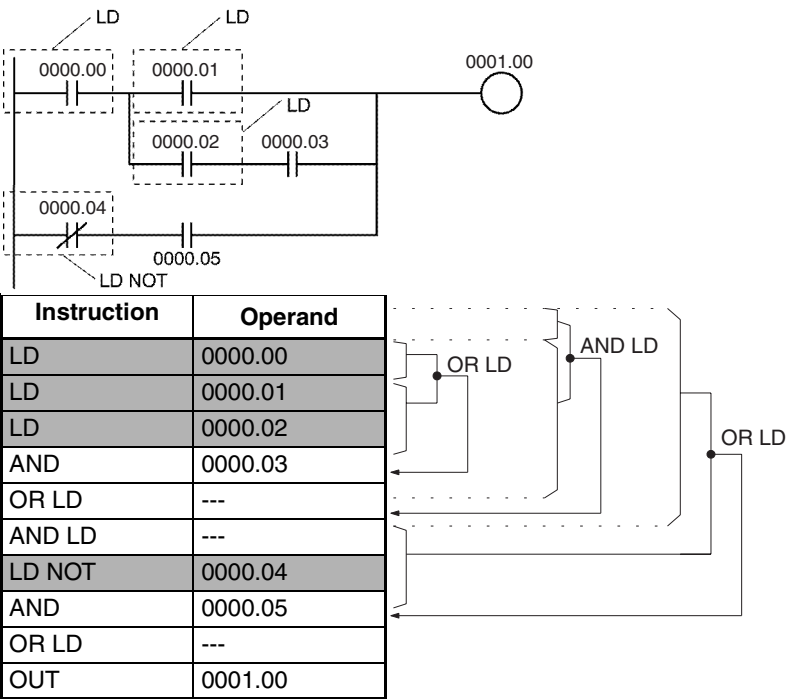 LD LD
0000.00 0000.01 0001.00
LD
0000.02 0000.03
0000.04
0000.05
LD NOT
Instruction Operand
LD 0000.00
LD 0000.01
LD 0000.02
AND 0000.03
OR LD ---
AND LD ---
LD NOT 0000.04
AND 0000.05
OR LD ---
OUT 0001.00
OR LD
AND LD
OR LD